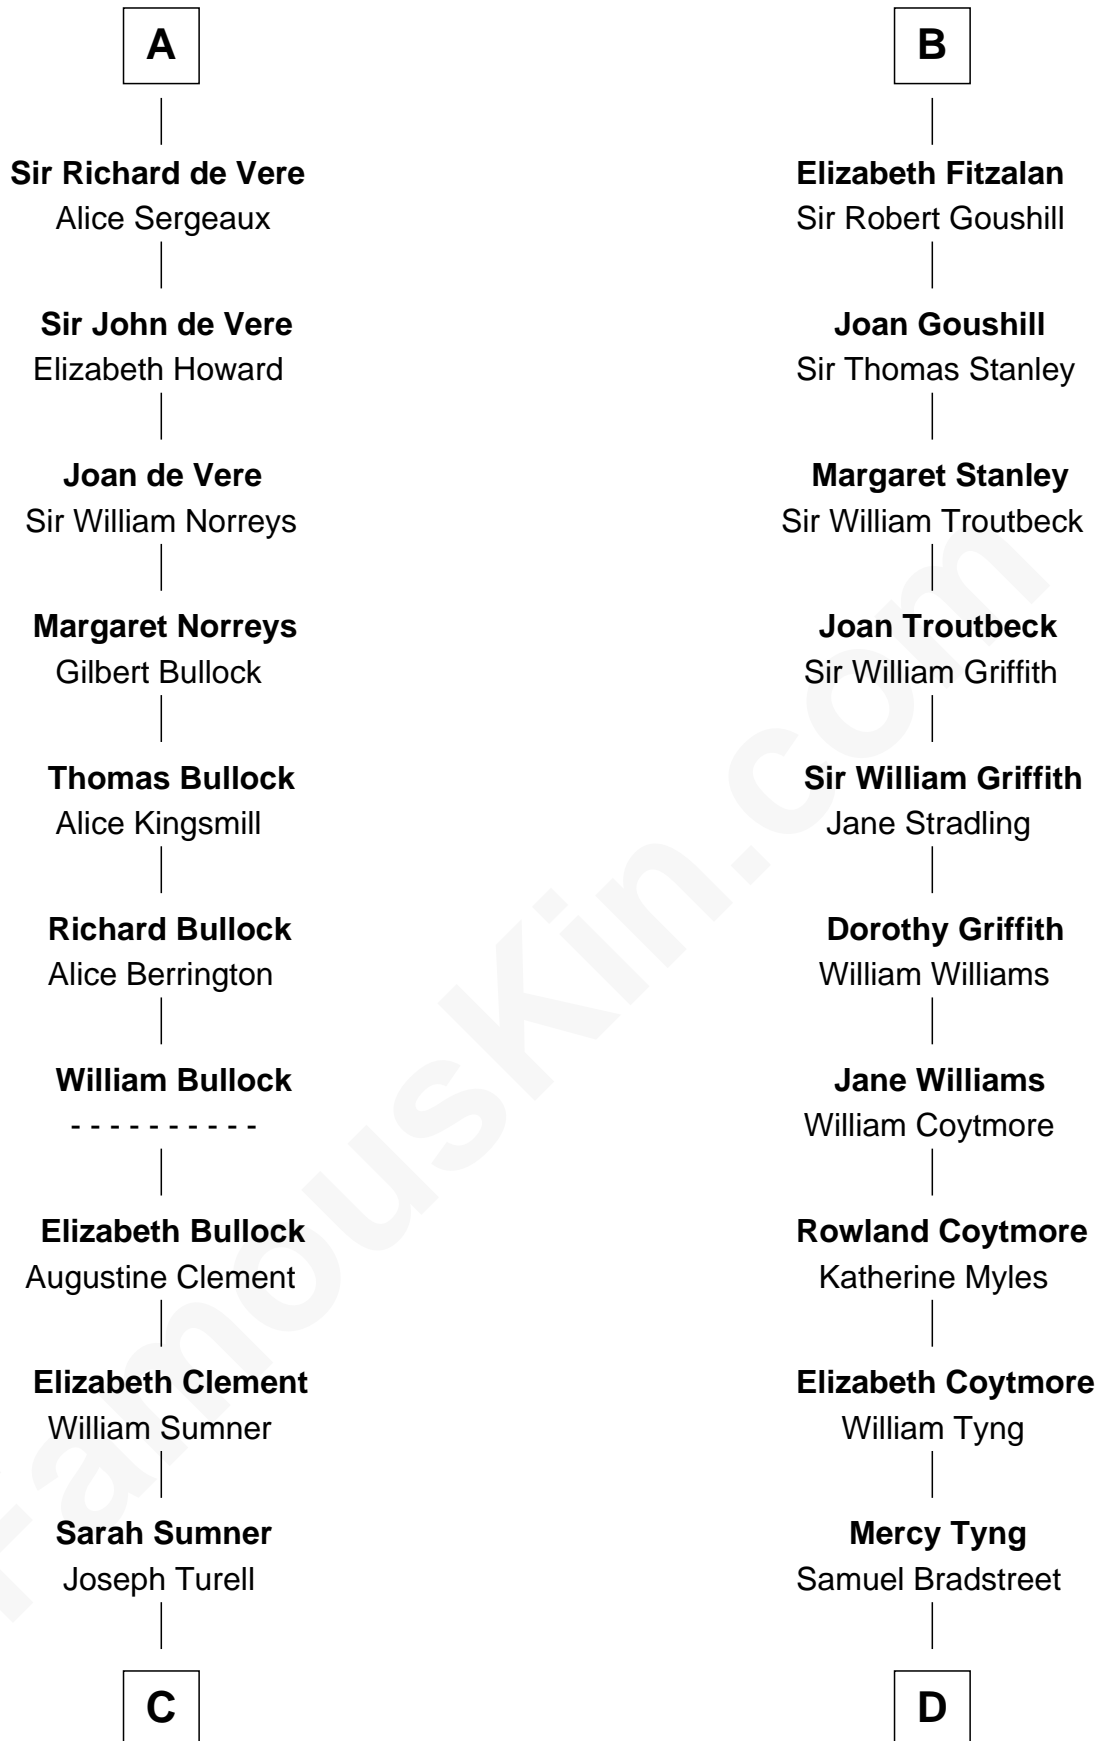 A
Sir Richard de Vere
Alice Sergeaux
Sir John de Vere
Elizabeth Howard
Joan de Vere
Sir William Norreys
Margaret Norreys
Gilbert Bullock
Thomas Bullock
Alice Kingsmill
Richard Bullock
Alice Berrington
William Bullock
- - - - - - - - - -
Elizabeth Bullock
Augustine Clement
Elizabeth Clement
William Sumner
Sarah Sumner
Joseph Turell
C
B
Elizabeth Fitzalan
Sir Robert Goushill
Joan Goushill
Sir Thomas Stanley
Margaret Stanley
Sir William Troutbeck
Joan Troutbeck
Sir William Griffith
Sir William Griffith
Jane Stradling
Dorothy Griffith
William Williams
Jane Williams
William Coytmore
Rowland Coytmore
Katherine Myles
Elizabeth Coytmore
William Tyng
Mercy Tyng
Samuel Bradstreet
D
FamousKin.com